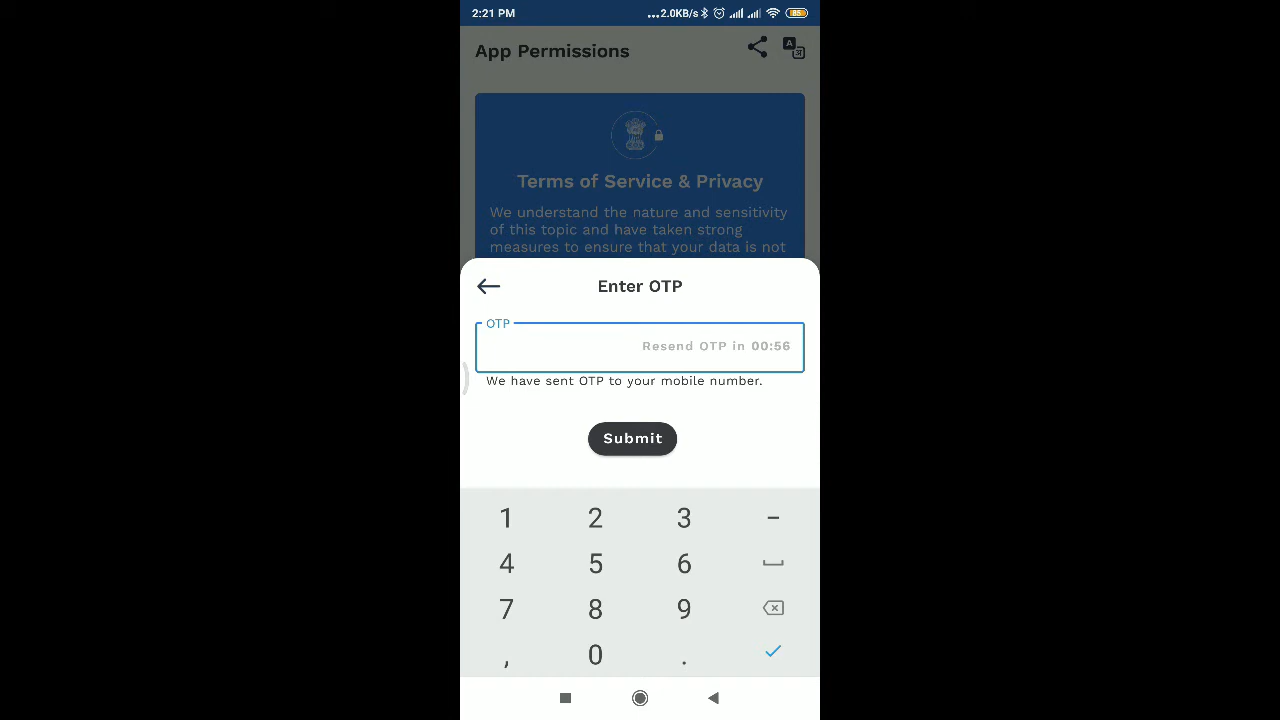 2:21 PM ...2.0KB/s 85
App Permissions
A अ
Terms of Service & Privacy
We understand the nature and sensitivity
of this topic and have taken strong
measures to ensure that your data is not
Enter OTP
OTP
Resend OTP in 00:56
We have sent OTP to your mobile number.
Submit
1 2 3 -
4 5 6
7 8 9
, 0 .